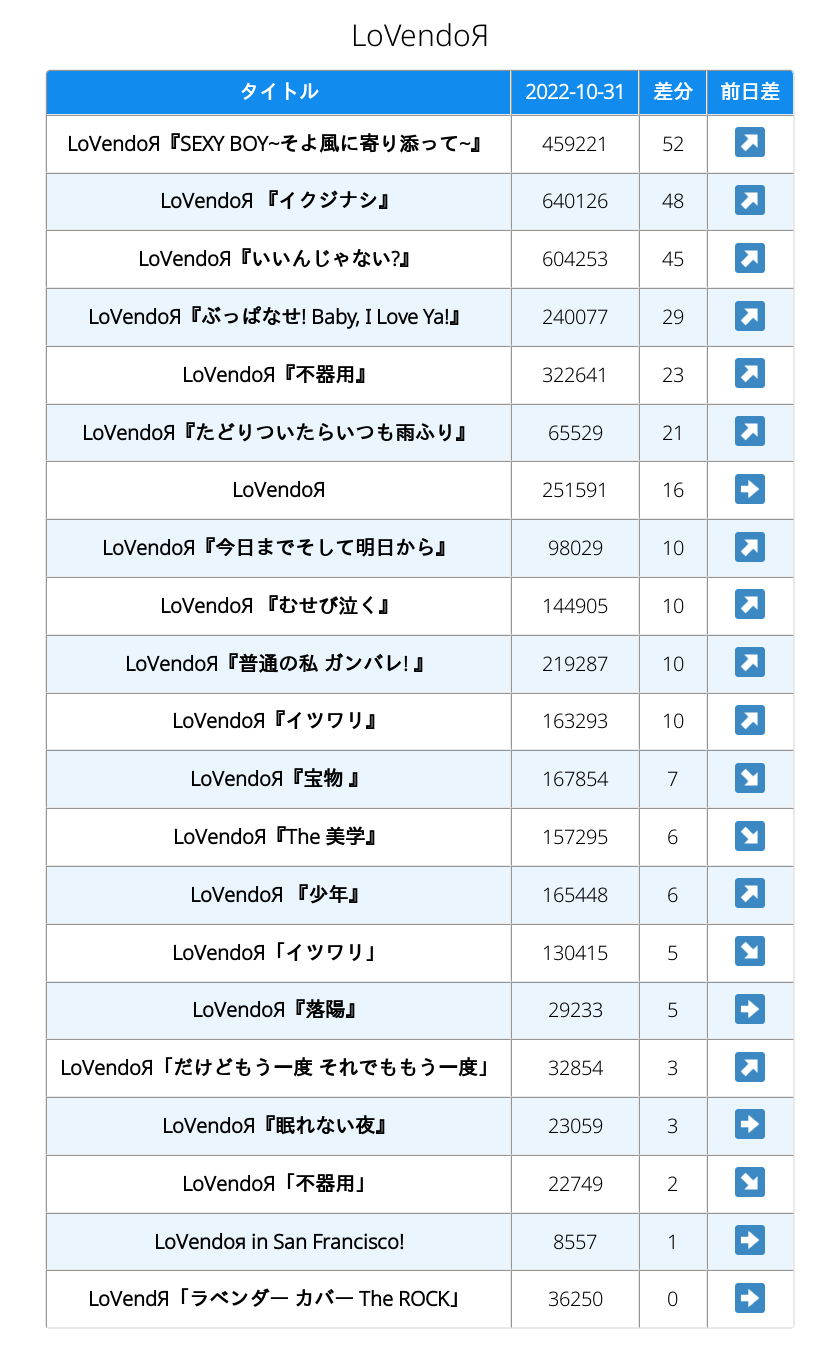 LoVendoЯ
タイトル 2022-10-31 差分 前日差
LoVendoЯ『SEXY BOY~そよ風に寄り添って~』 459221 52
LoVendoЯ 『イクジナシ』 640126 48
LoVendoЯ『いいんじゃない?』 604253 45
LoVendoЯ『ぶっぱなせ! Baby, I Love Ya!』 240077 29
LoVendoЯ『不器用』 322641 23
LoVendoЯ『たどりついたらいつも雨ふり』 65529 21
LoVendoЯ 251591 16
LoVendoЯ『今日までそして明日から』 98029 10
LoVendoЯ 『むせび泣く』 144905 10
LoVendoЯ『普通の私 ガンバレ! 』 219287 10
LoVendoЯ『イツワリ』 163293 10
LoVendoЯ『宝物 』 167854 7
LoVendoЯ『The 美学』 157295 6
LoVendoЯ 『少年』 165448 6
LoVendoЯ「イツワリ」 130415 5
LoVendoЯ『落陽』 29233 5
LoVendoЯ「だけどもう一度 それでももう一度」 32854 3
LoVendoЯ『眠れない夜』 23059 3
LoVendoЯ「不器用」 22749 2
LoVendoя in San Francisco! 8557 1
LoVendЯ「ラベンダー カバー The ROCK」 36250 0